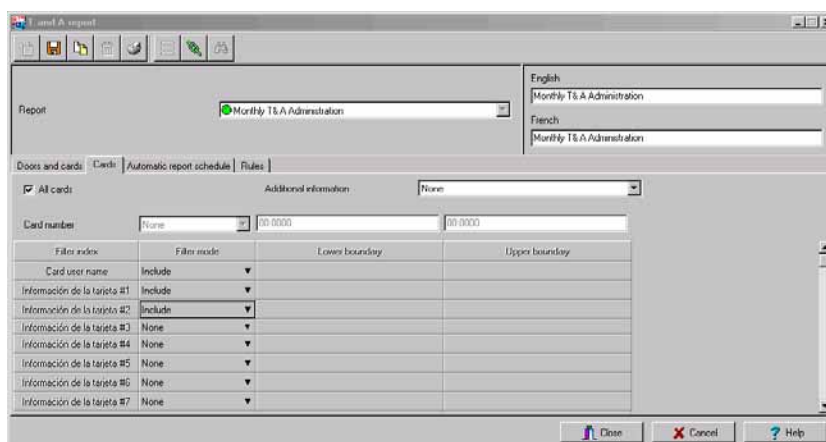 T. and A report
English
Monthly T& A Administration
Report
Monthly T& A Administration
French
Monthly T& A Administration
Doors and cards Cards Automatic report schedule Rules
All cards Additional information None
Card number None 00:0000 00:0000
Filter index Filter mode Lower boundary Upper boundary
Card user name Include
Información de la tarjeta #1 Include
Información de la tarjeta #2 Include
Información de la tarjeta #3 None
Información de la tarjeta #4 None
Información de la tarjeta #5 None
Información de la tarjeta #6 None
Información de la tarjeta #7 None
Close Cancel ? Help